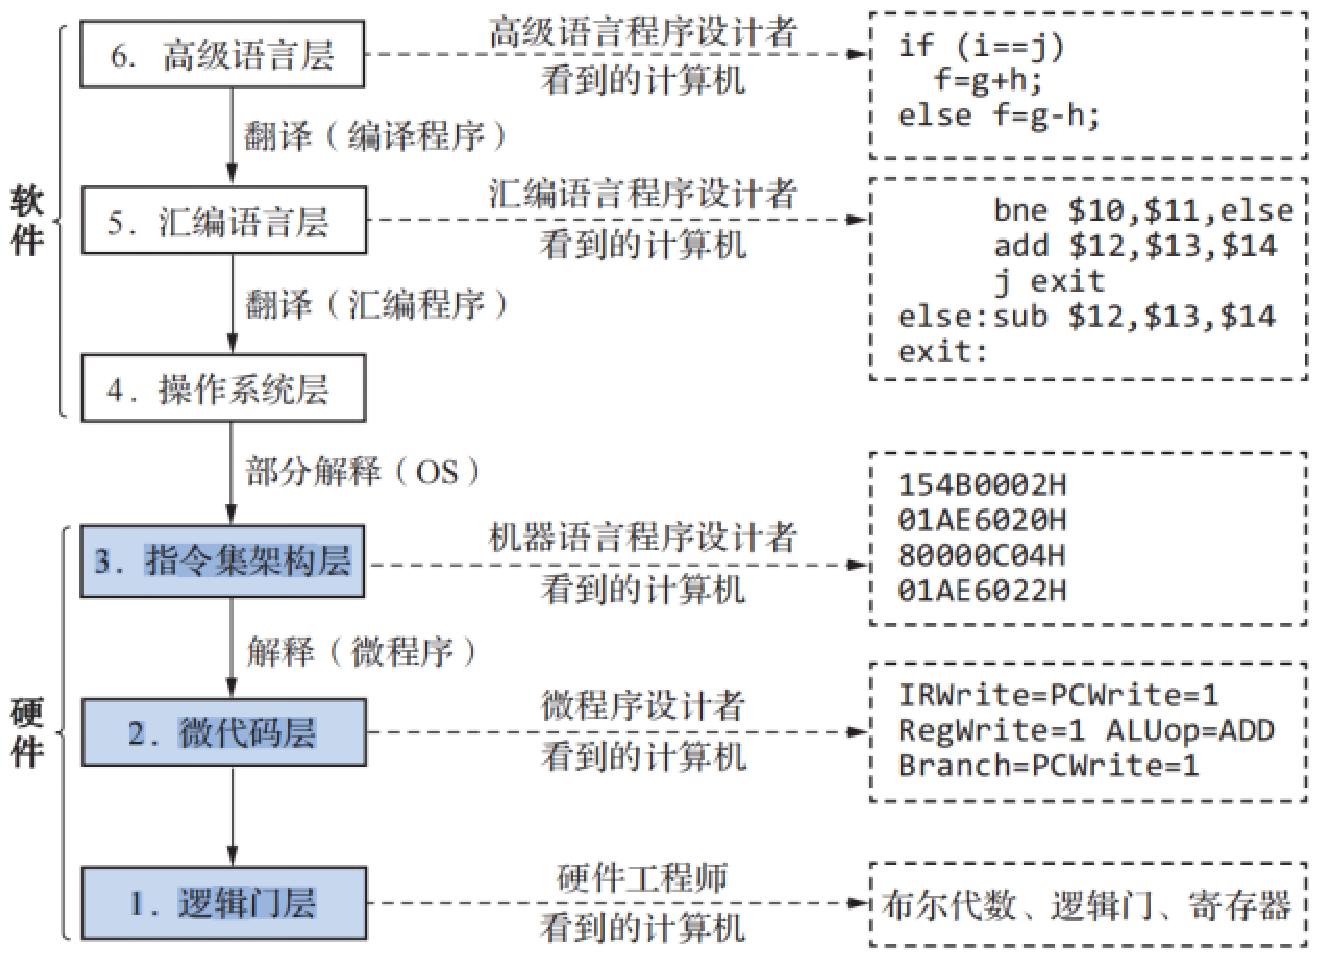 6. 高级语言层
高级语言程序设计者
看到的计算机
if (i==j)
f=g+h;
else f=g-h;
翻译（编译程序）
软件
5. 汇编语言层
汇编语言程序设计者
看到的计算机
bne $10,$11,else
add $12,$13,$14
j exit
else:sub $12,$13,$14
exit:
翻译（汇编程序）
4. 操作系统层
部分解释（OS）
3. 指令集架构层
机器语言程序设计者
看到的计算机
154B0002H
01AE6020H
80000C04H
01AE6022H
解释（微程序）
硬件
2. 微代码层
微程序设计者
看到的计算机
IRWrite=PCWrite=1
RegWrite=1 ALUop=ADD
Branch=PCWrite=1
1. 逻辑门层
硬件工程师
看到的计算机
布尔代数、逻辑门、寄存器